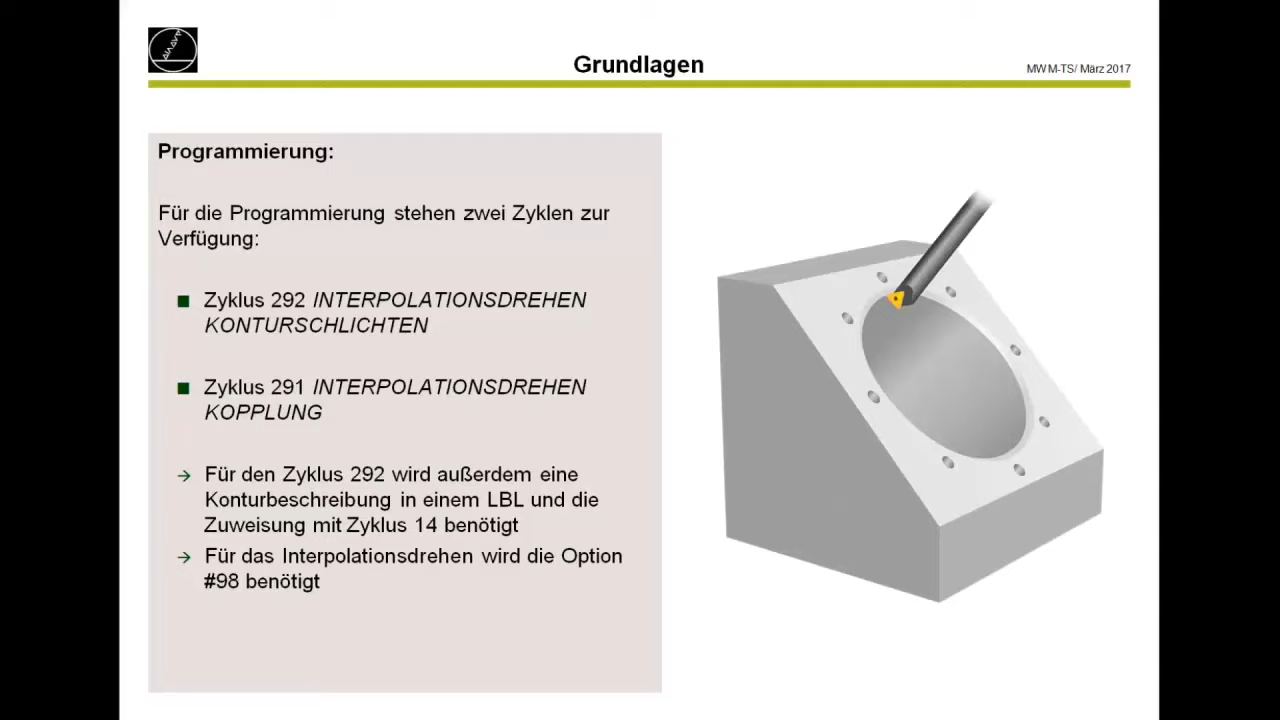 Grundlagen
MWM-TS/ März 2017
Programmierung:
Für die Programmierung stehen zwei Zyklen zur
Verfügung:
Zyklus 292 INTERPOLATIONSDREHEN
KONTURSCHLICHTEN
Zyklus 291 INTERPOLATIONSDREHEN
KOPPLUNG
→ Für den Zyklus 292 wird außerdem eine
Konturbeschreibung in einem LBL und die
Zuweisung mit Zyklus 14 benötigt
→ Für das Interpolationsdrehen wird die Option
#98 benötigt